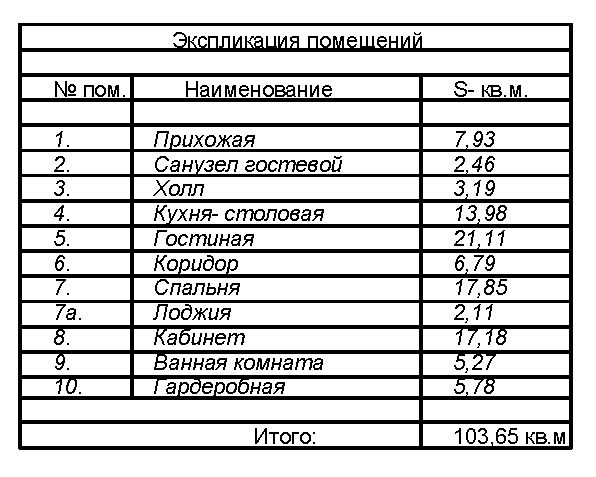 Экспликация помещений
№ пом. Наименование S- кв.м.
1. Прихожая 7,93
2. Санузел гостевой 2,46
3. Холл 3,19
4. Кухня- столовая 13,98
5. Гостиная 21,11
6. Коридор 6,79
7. Спальня 17,85
7а. Лоджия 2,11
8. Кабинет 17,18
9. Ванная комната 5,27
10. Гардеробная 5,78
Итого: 103,65 кв.м